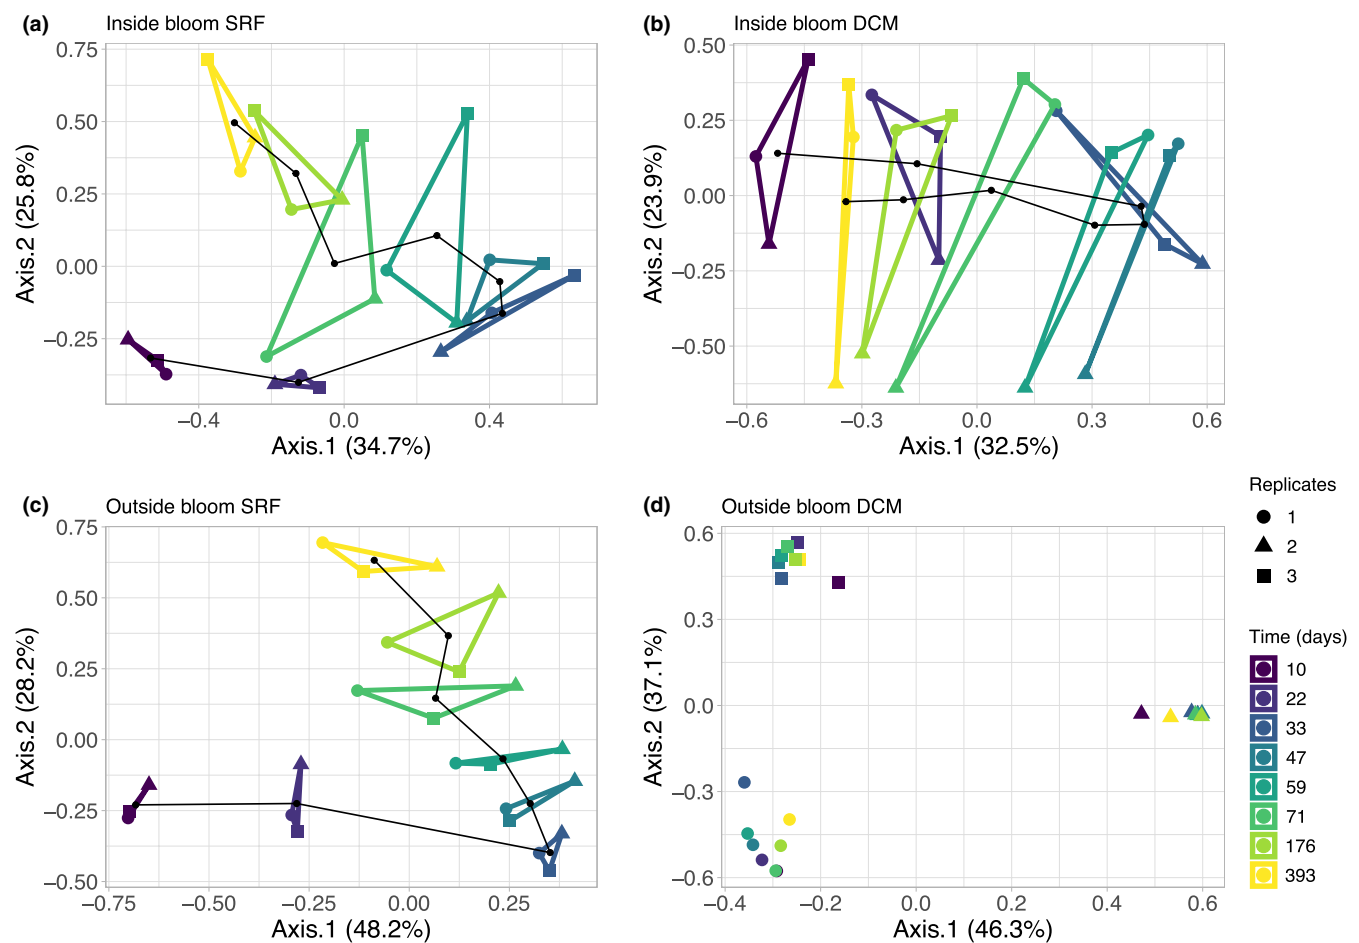 (a) Inside bloom SRF
0.75
0.50
0.25
0.00
−0.25
Axis.2 (25.8%)
−0.4 0.0 0.4
Axis.1 (34.7%)
(b) Inside bloom DCM
0.50
0.25
0.00
−0.25
−0.50
Axis.2 (23.9%)
−0.6 −0.3 0.0 0.3 0.6
Axis.1 (32.5%)
(c) Outside bloom SRF
0.75
0.50
0.25
0.00
−0.25
−0.50
Axis.2 (28.2%)
−0.75 −0.50 −0.25 0.00 0.25
Axis.1 (48.2%)
(d) Outside bloom DCM
0.6
0.3
0.0
−0.3
−0.6
Axis.2 (37.1%)
−0.4 −0.2 0.0 0.2 0.4 0.6
Axis.1 (46.3%)
Replicates
1
2
3
Time (days)
10
22
33
47
59
71
176
393